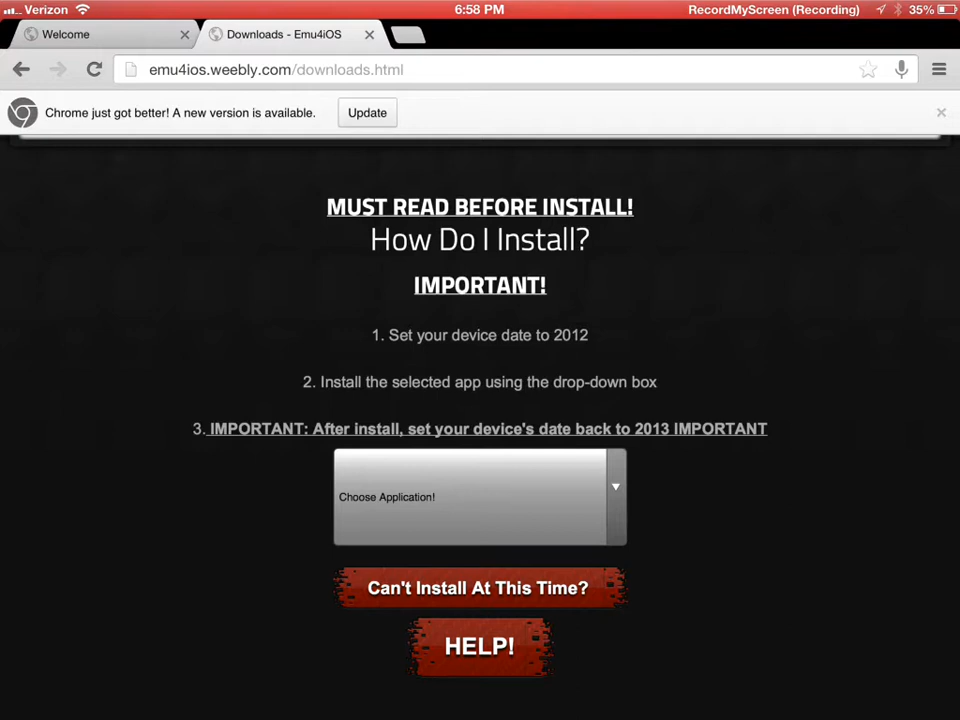 Verizon 6:58 PM RecordMyScreen (Recording) 35%
Welcome Downloads - Emu4iOS
emu4ios.weebly.com/downloads.html
Chrome just got better! A new version is available. Update
MUST READ BEFORE INSTALL!
How Do I Install?
IMPORTANT!
1. Set your device date to 2012
2. Install the selected app using the drop-down box
3. IMPORTANT: After install, set your device's date back to 2013 IMPORTANT
Choose Application!
Can't Install At This Time?
HELP!